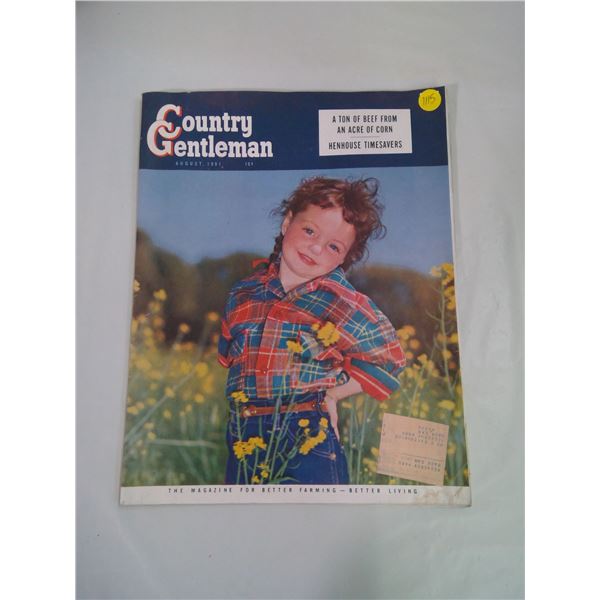 Country
Gentleman
AUGUST, 1951
10¢
A TON OF BEEF FROM
AN ACRE OF CORN
HENHOUSE TIMESAVERS
THE MAGAZINE FOR BETTER FARMING — BETTER LIVING